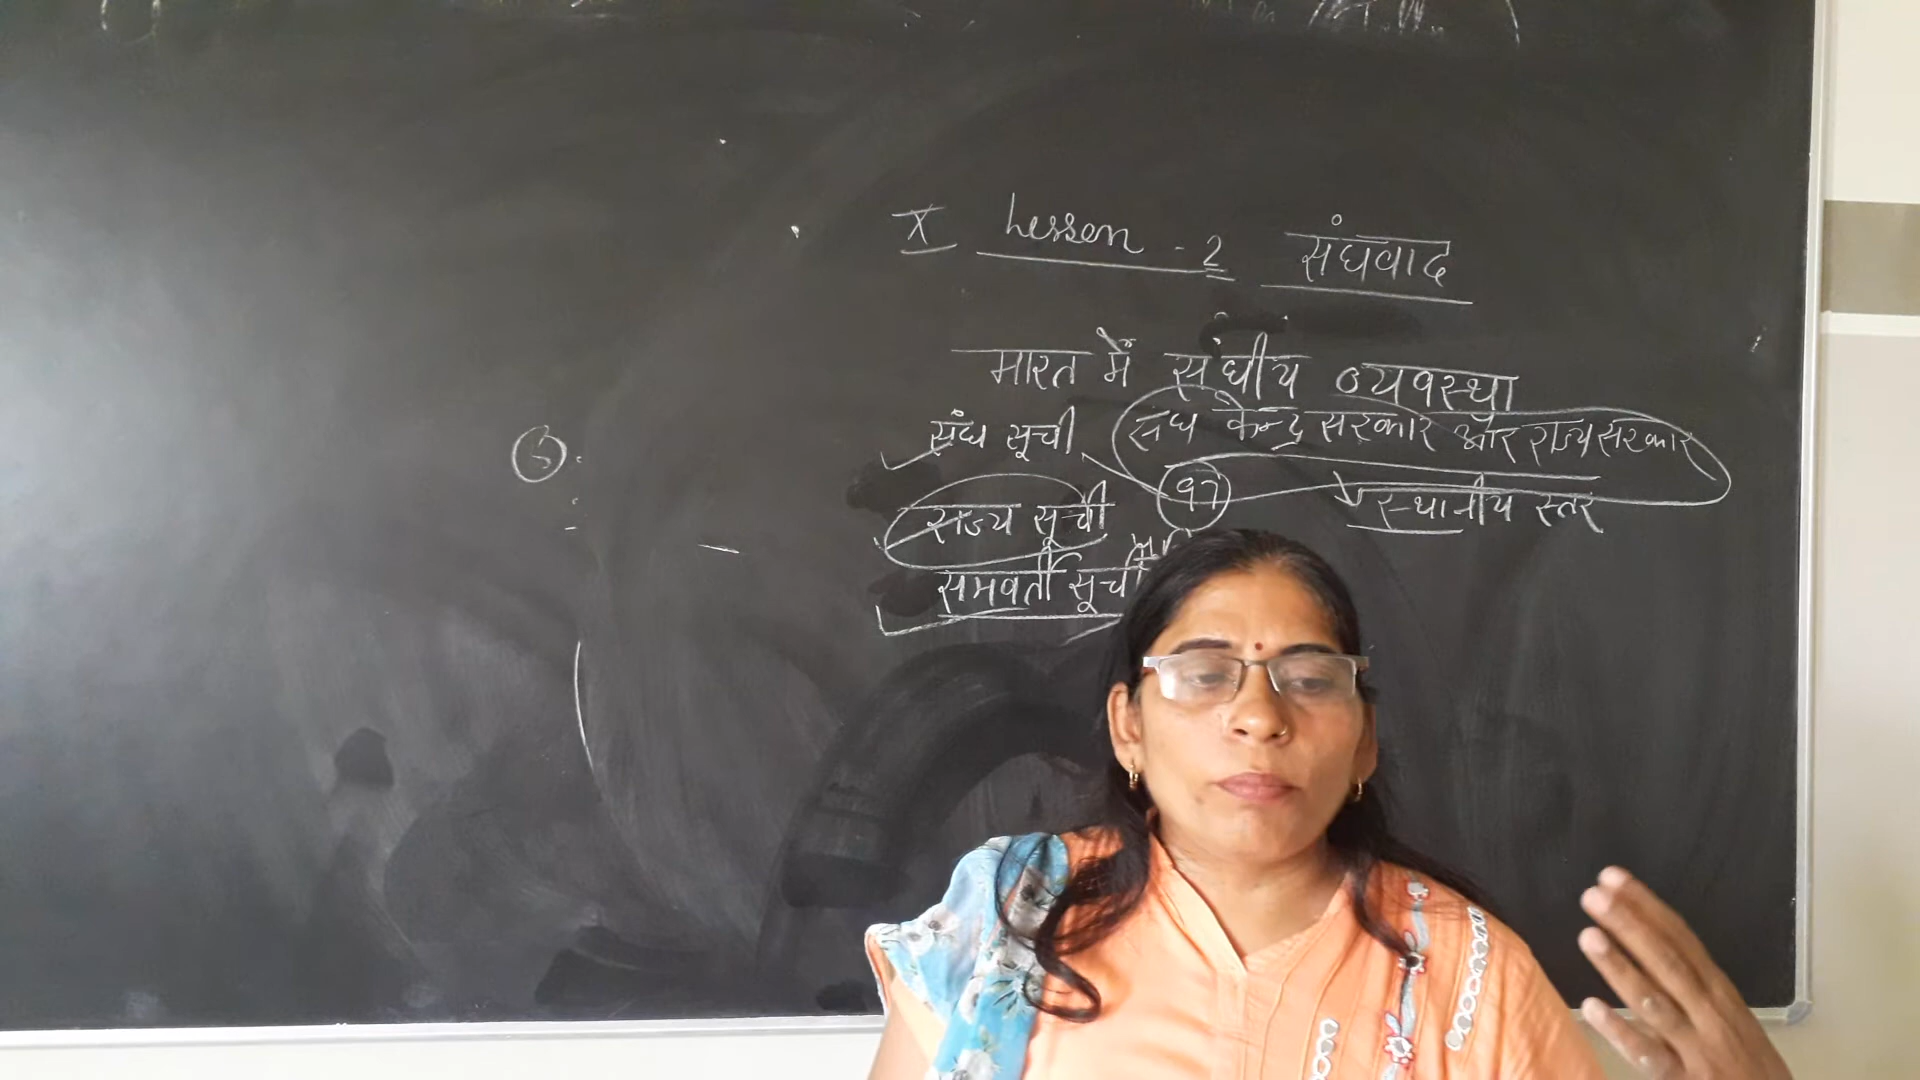 X Lesson - 2 संघवाद
भारत में संघीय व्यवस्था
संघ सूची संघ केन्द्र सरकार और राज्य सरकार
97 स्थानीय स्तर
राज्य सूची
समवर्ती सूची